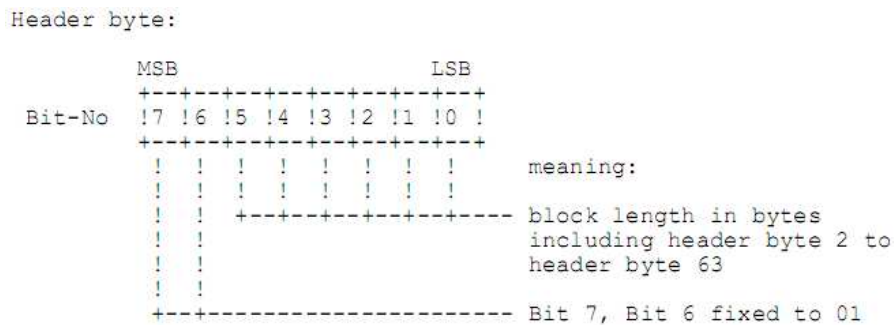 Header byte:
MSB LSB
+--+--+--+--+--+--+--+--+
Bit-No !7 !6 !5 !4 !3 !2 !1 !0 !
+--+--+--+--+--+--+--+--+
! ! ! ! ! ! ! ! meaning:
! ! ! ! ! ! ! !
! ! +--+--+--+--+--+---- block length in bytes
! ! including header byte 2 to
! ! header byte 63
! !
+--+---------------------- Bit 7, Bit 6 fixed to 01